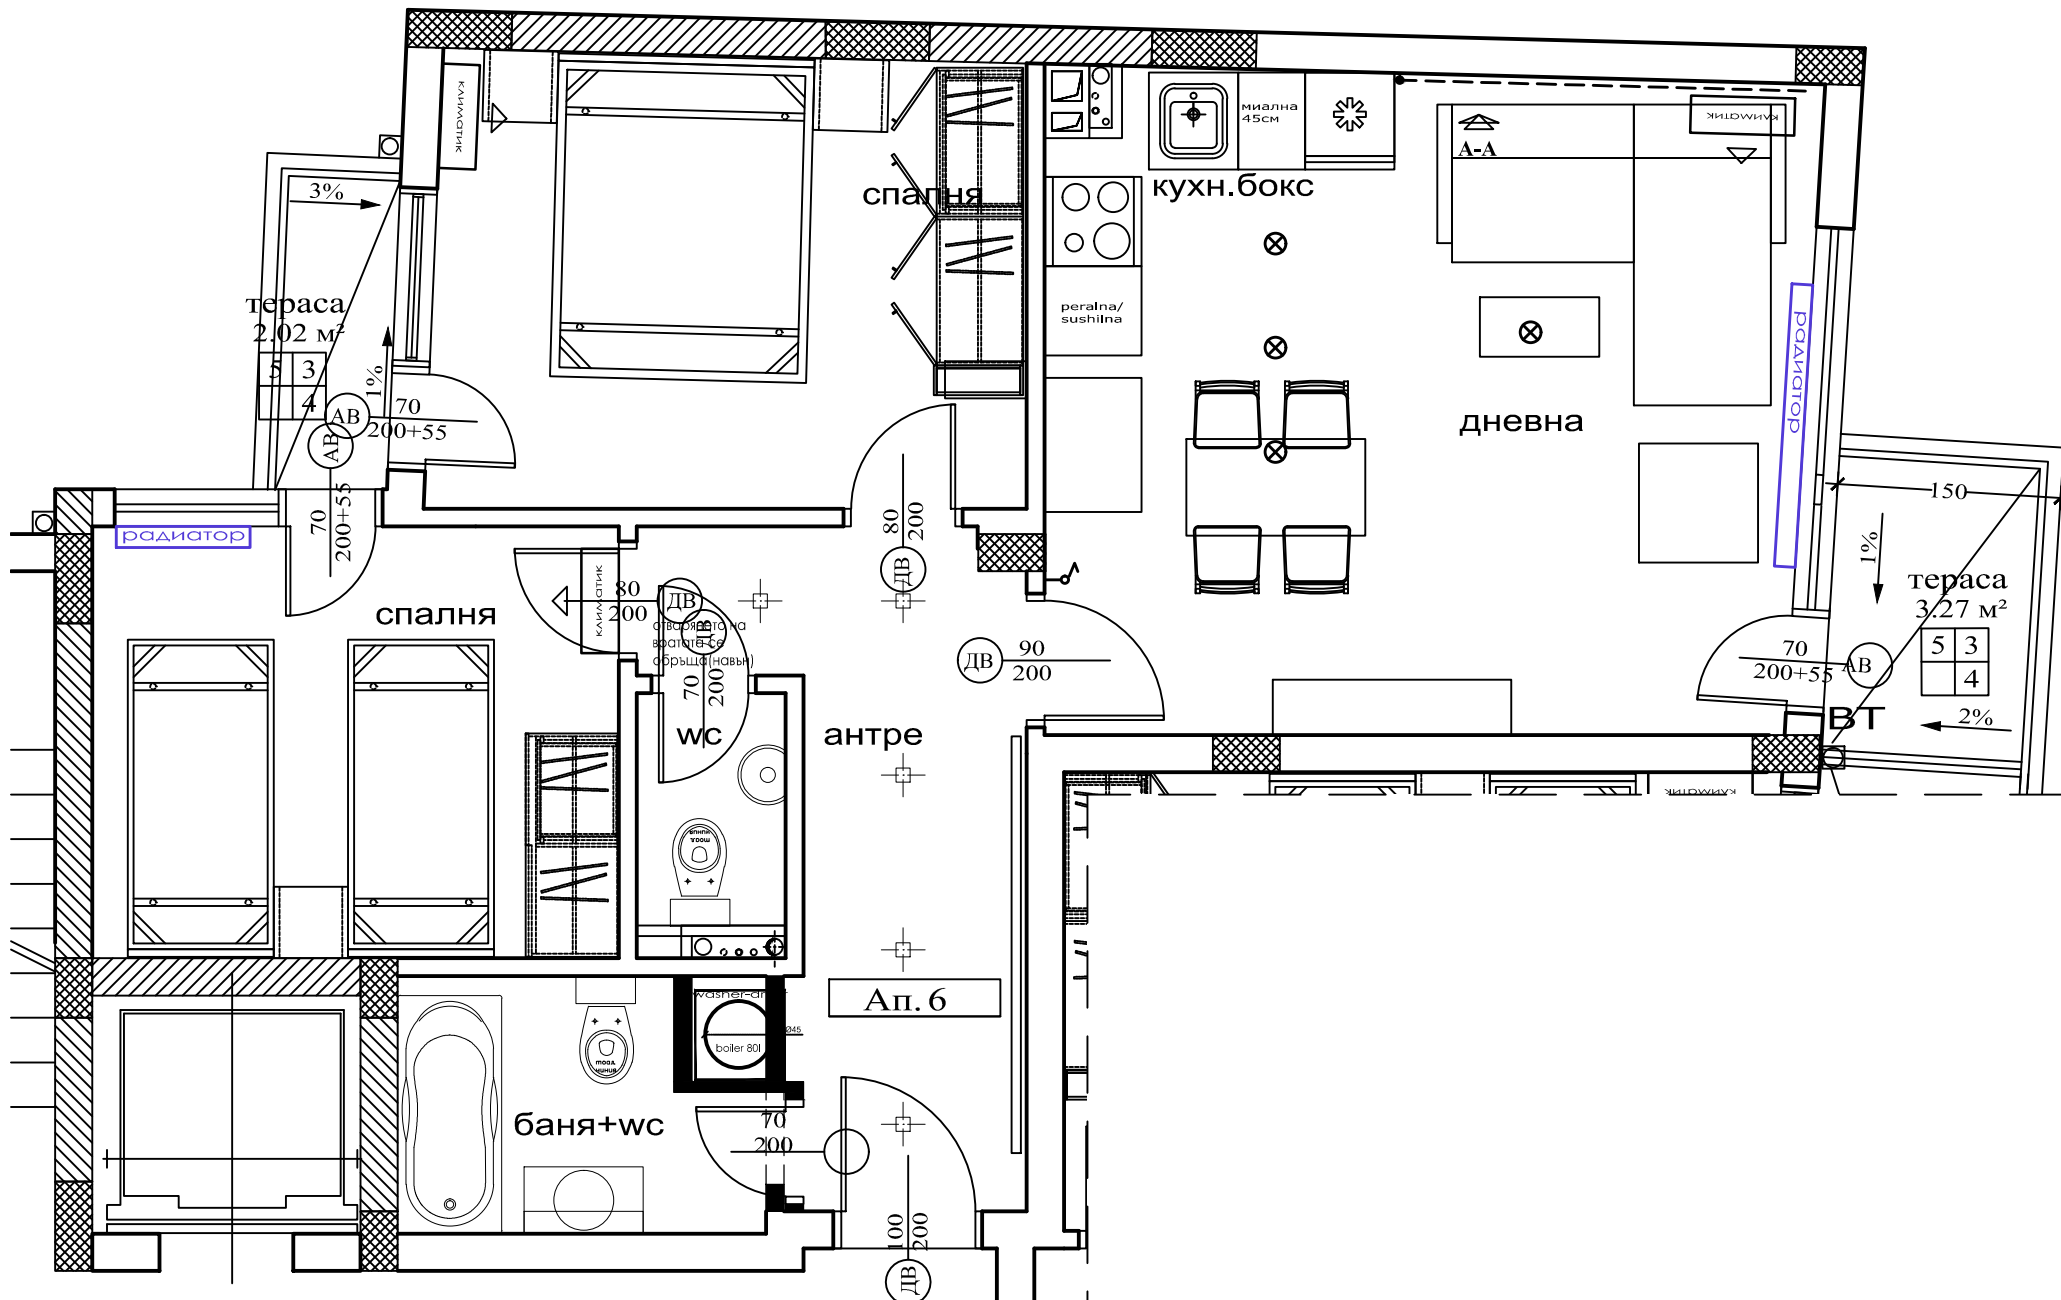 климатик
спалня
миална
45см
кухн.бокс
A-A
климатик
3%
тераса
2.02 м²
5 3
4
1%
АВ
70
200+55
АВ
70
200+55
peralna/
sushilna
дневна
радиатор
150
1%
тераса
3.27 м²
5 3
4
2%
ВТ
70
200+55
АВ
радиатор
спалня
климатик
80
200
ДВ
отварянето на
вратата се
обръща(навън)
ДВ
70
200
80
200
ДВ
ДВ
90
200
wc
антре
климатик
Ап. 6
boiler 80l
Ø45
баня+wc
70
200
100
200
ДВ